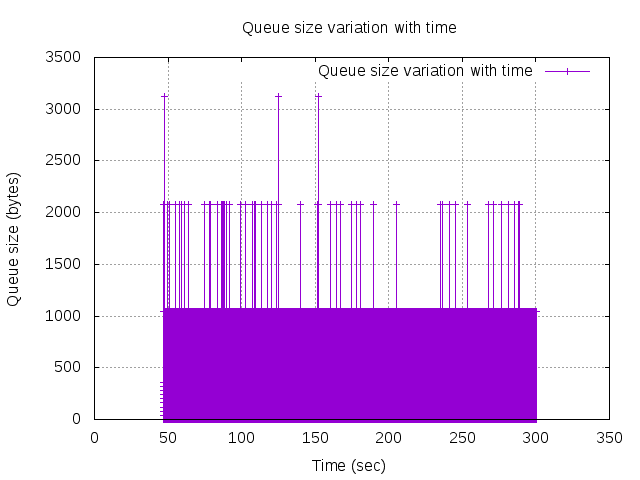 Queue size variation with time
Queue size variation with time
3500
3000
2500
2000
1500
1000
500
0
Queue size (bytes)
0 50 100 150 200 250 300 350
Time (sec)